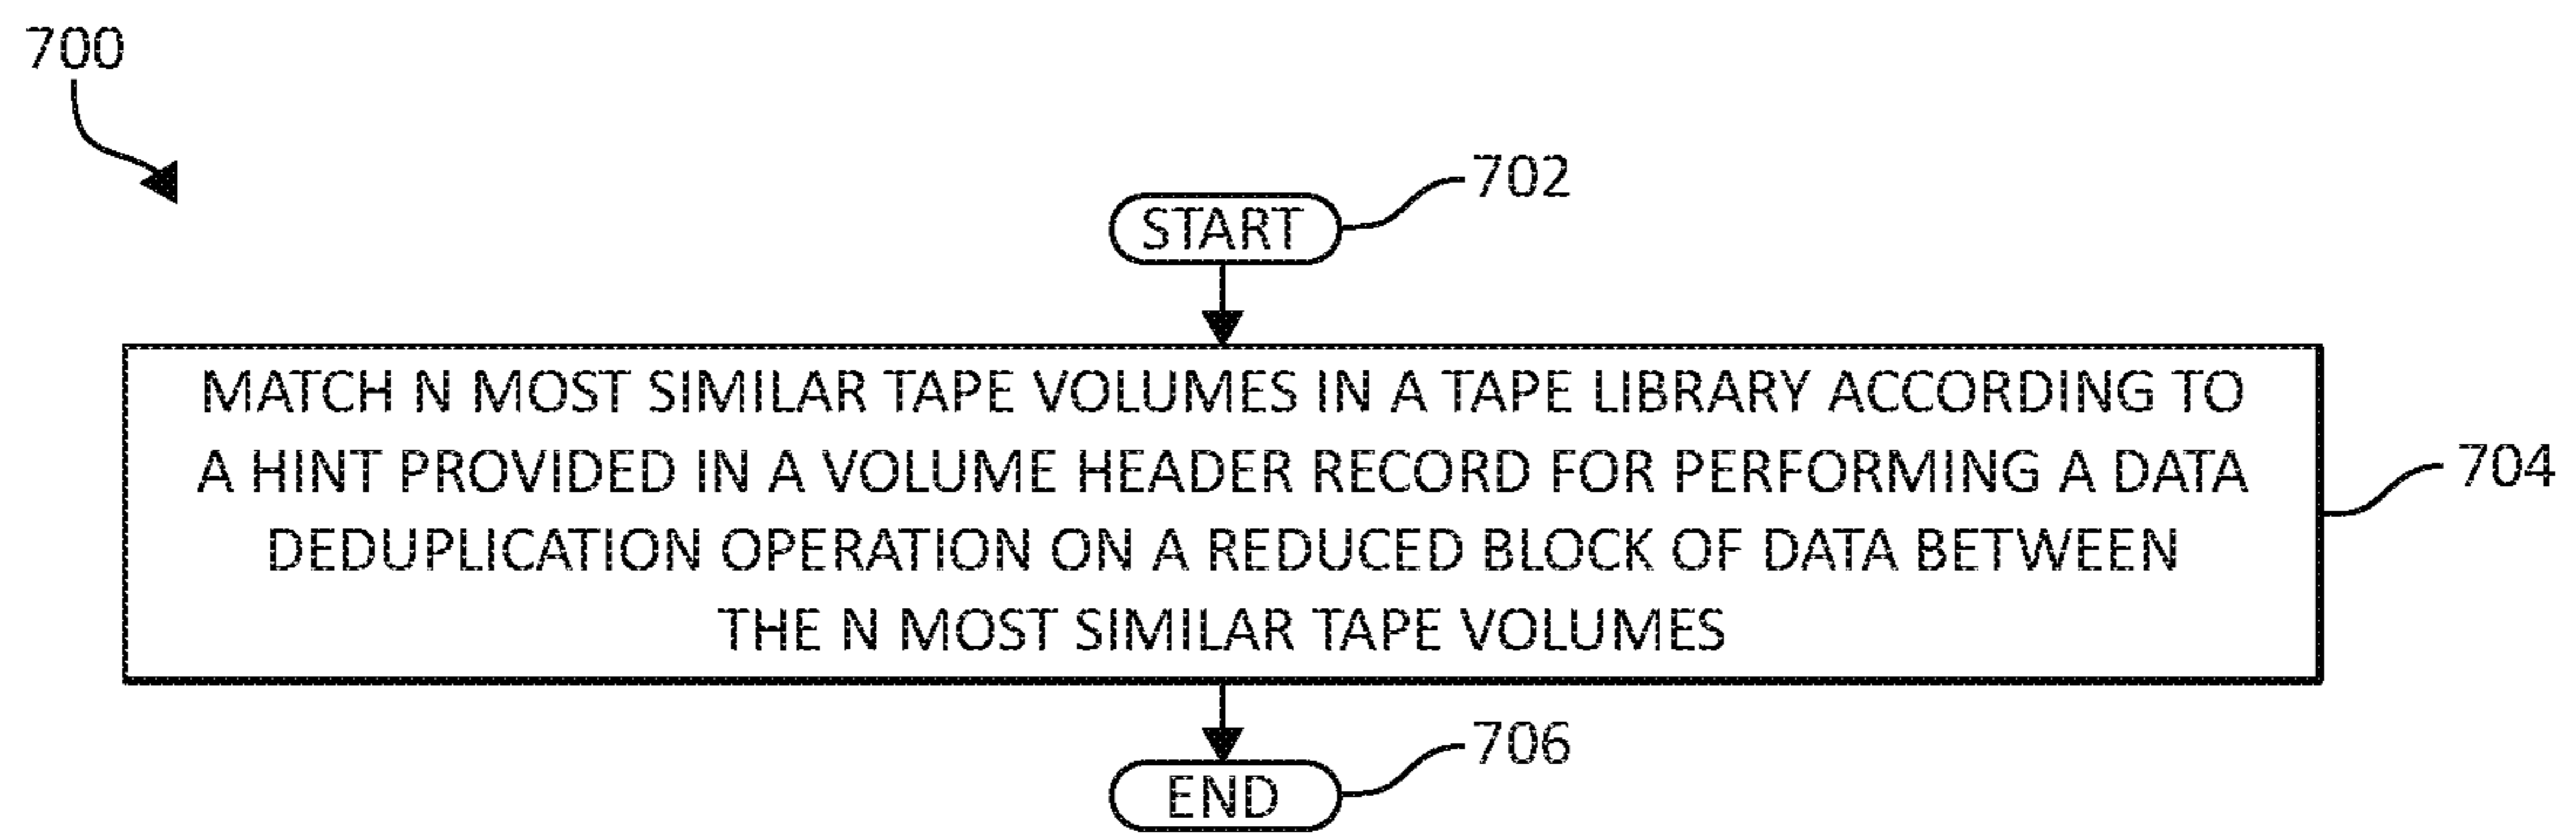 700
702
START
MATCH N MOST SIMILAR TAPE VOLUMES IN A TAPE LIBRARY ACCORDING TO
A HINT PROVIDED IN A VOLUME HEADER RECORD FOR PERFORMING A DATA
704
DEDUPLICATION OPERATION ON A REDUCED BLOCK OF DATA BETWEEN
THE N MOST SIMILAR TAPE VOLUMES
706
END